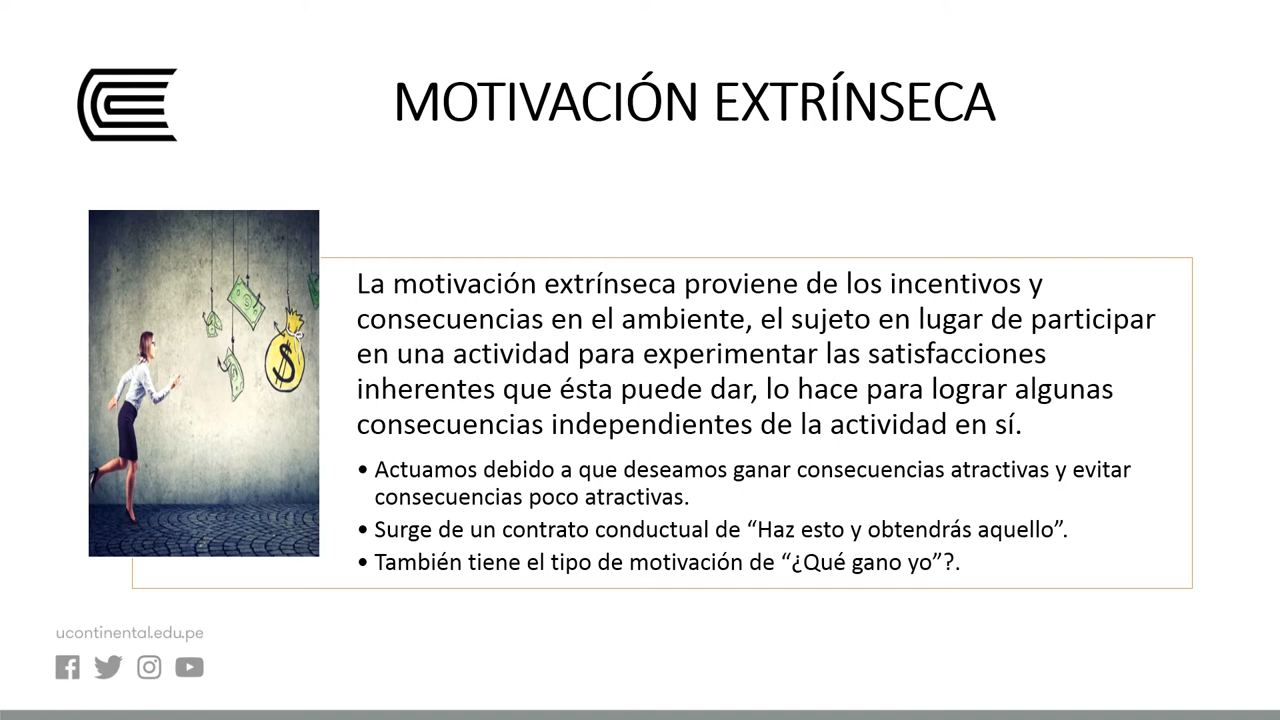 MOTIVACIÓN EXTRÍNSECA
La motivación extrínseca proviene de los incentivos y
consecuencias en el ambiente, el sujeto en lugar de participar
en una actividad para experimentar las satisfacciones
inherentes que ésta puede dar, lo hace para lograr algunas
consecuencias independientes de la actividad en sí.
• Actuamos debido a que deseamos ganar consecuencias atractivas y evitar
consecuencias poco atractivas.
• Surge de un contrato conductual de “Haz esto y obtendrás aquello”.
• También tiene el tipo de motivación de “¿Qué gano yo”?.
ucontinental.edu.pe